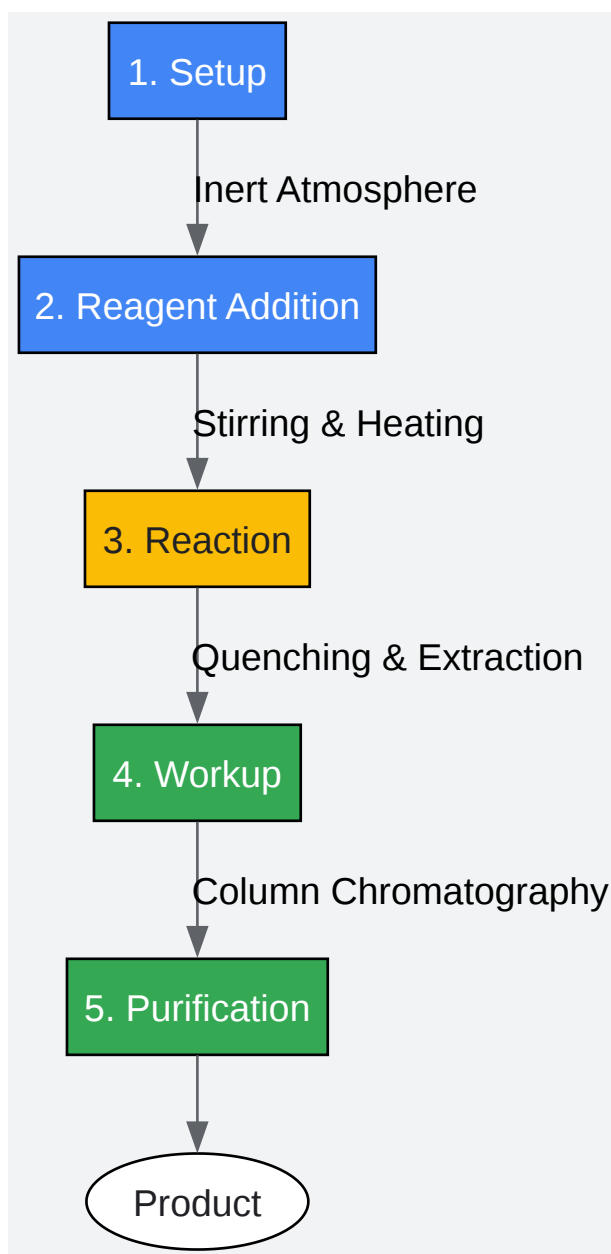 1. Setup
Inert Atmosphere
2. Reagent Addition
Stirring & Heating
3. Reaction
Quenching & Extraction
4. Workup
Column Chromatography
5. Purification
Product